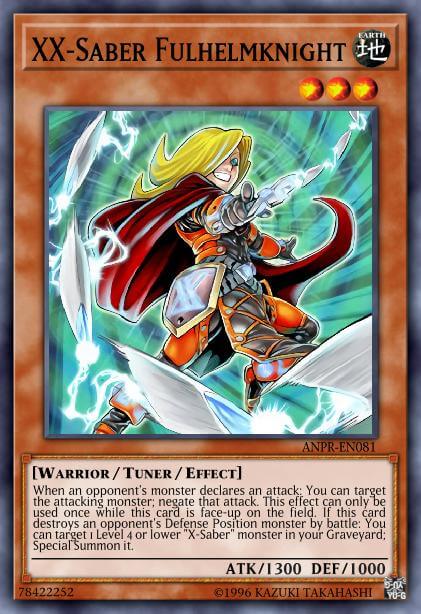 XX-Saber Fulhelmknight
EARTH
地
ANPR-EN081
[Warrior / Tuner / Effect]
When an opponent's monster declares an attack: You can target
the attacking monster; negate that attack. This effect can only be
used once while this card is face-up on the field. If this card
destroys an opponent's Defense Position monster by battle: You
can target 1 Level 4 or lower "X-Saber" monster in your Graveyard;
Special Summon it.
ATK/1300 DEF/1000
78422252
©1996 KAZUKI TAKAHASHI